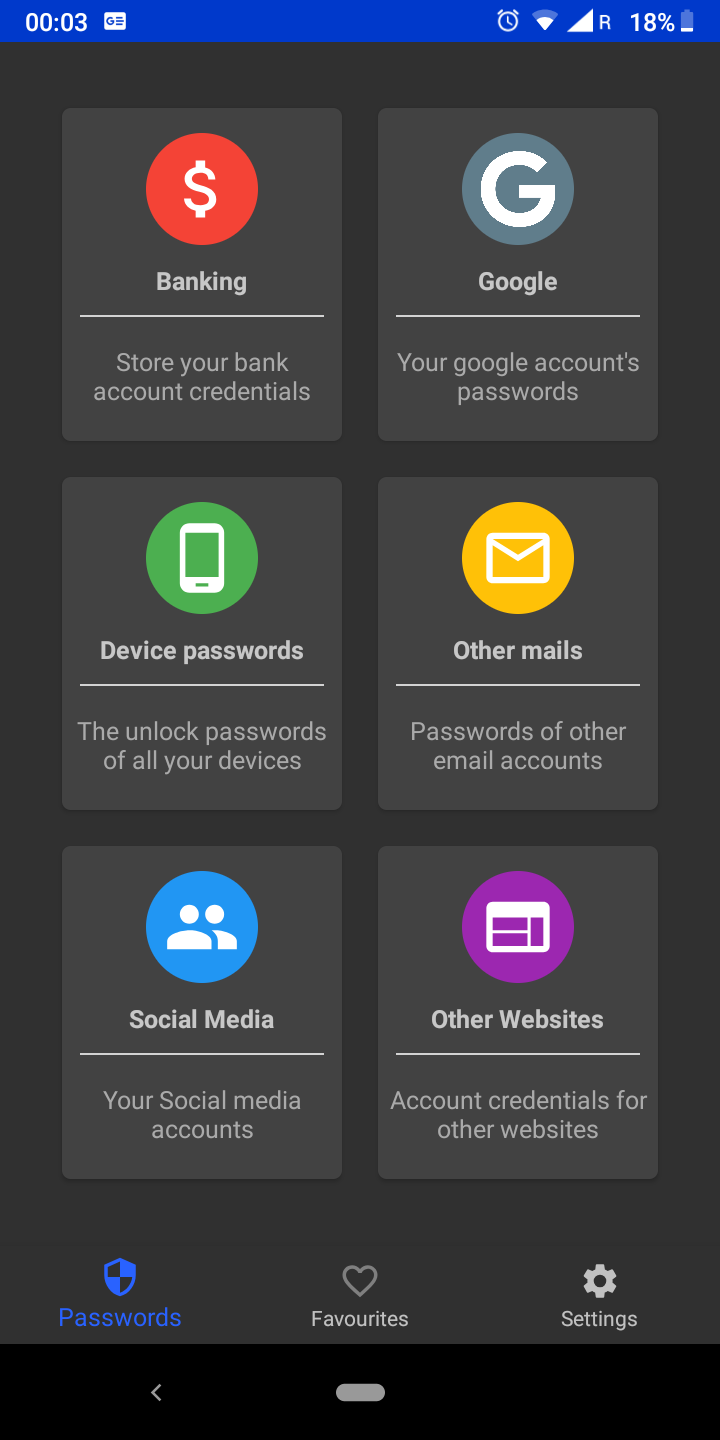 00:03 GE R 18%
Banking
Store your bank
account credentials
Google
Your google account's
passwords
Device passwords
The unlock passwords
of all your devices
Other mails
Passwords of other
email accounts
Social Media
Your Social media
accounts
Other Websites
Account credentials for
other websites
Passwords
Favourites
Settings